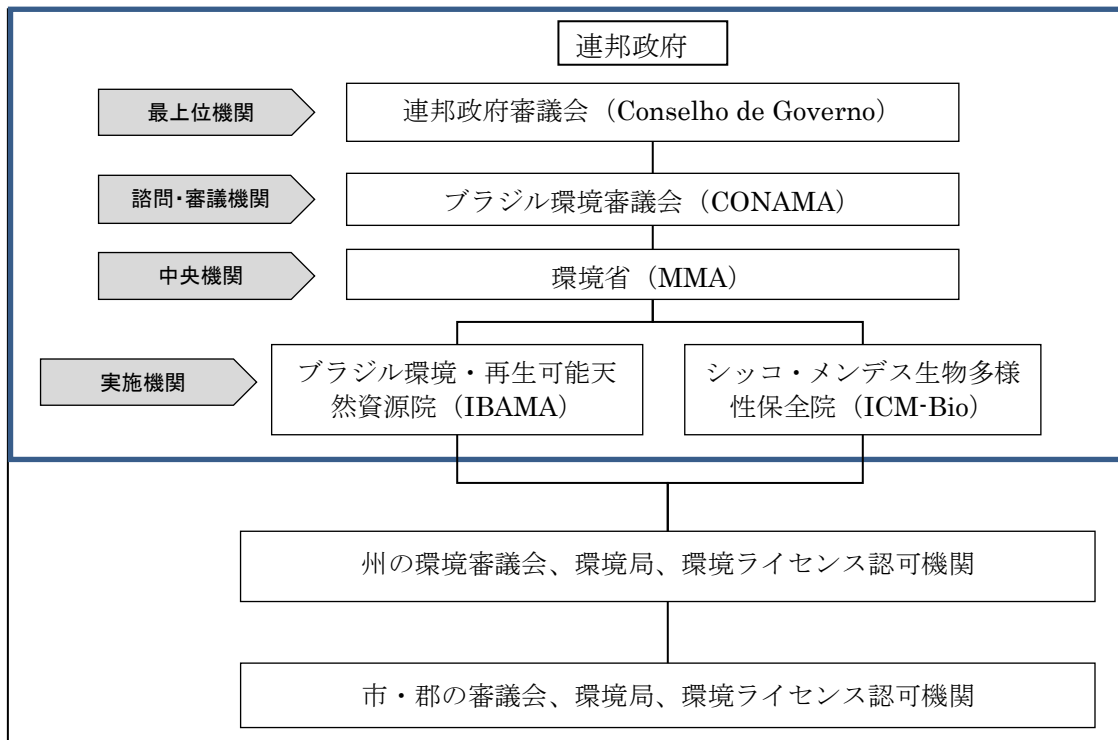 連邦政府
最上位機関
連邦政府審議会（Conselho de Governo）
諮問・審議機関
ブラジル環境審議会（CONAMA）
中央機関
環境省（MMA）
実施機関
ブラジル環境・再生可能天
然資源院（IBAMA）
シッコ・メンデス生物多様
性保全院（ICM-Bio）
州の環境審議会、環境局、環境ライセンス認可機関
市・郡の審議会、環境局、環境ライセンス認可機関